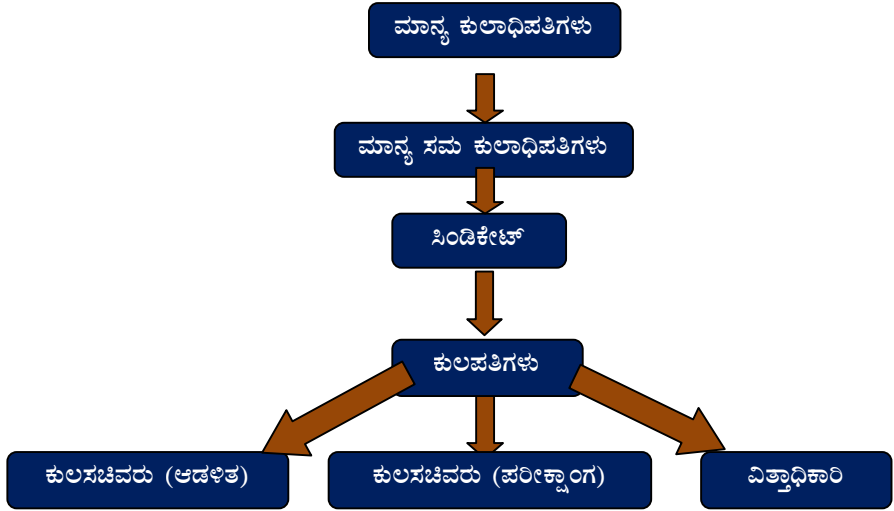 ಮಾನ್ಯ ಕುಲಾಧಿಪತಿಗಳು
ಮಾನ್ಯ ಸಮ ಕುಲಾಧಿಪತಿಗಳು
ಸಿಂಡಿಕೇಟ್
ಕುಲಪತಿಗಳು
ಕುಲಸಚಿವರು (ಆಡಳಿತ)
ಕುಲಸಚಿವರು (ಪರೀಕ್ಷಾಂಗ)
ವಿತ್ತಾಧಿಕಾರಿ